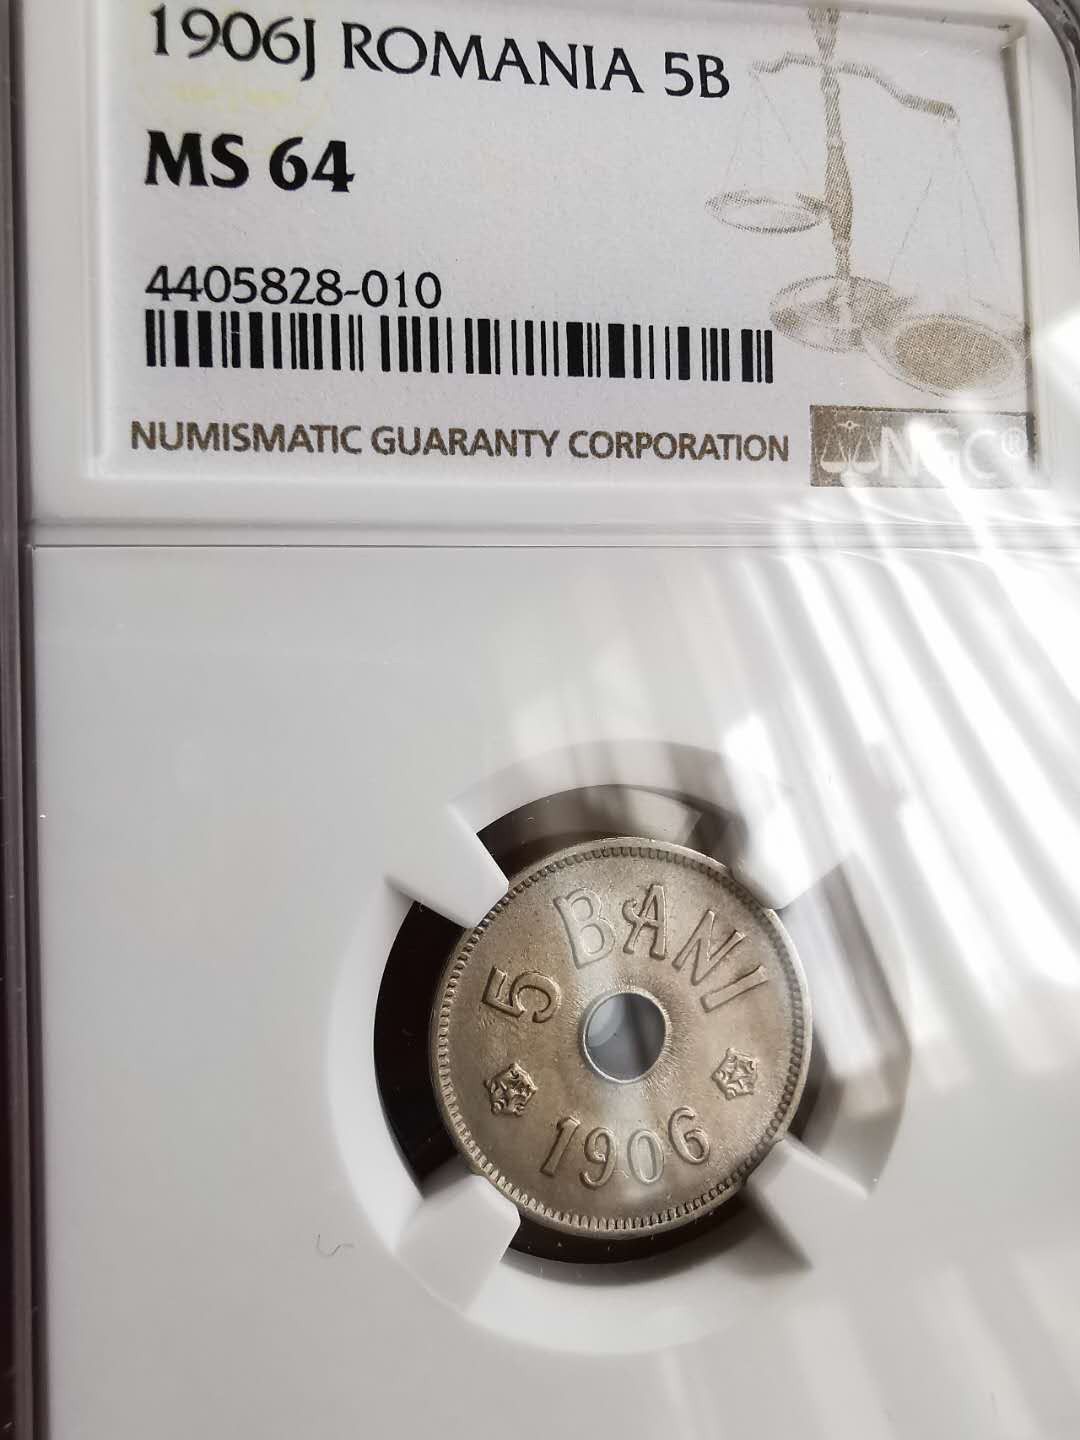 1906J ROMANIA 5B
MS 64
4405828-010
NUMISMATIC GUARANTY CORPORATION
NGC®
5 BANI
1906